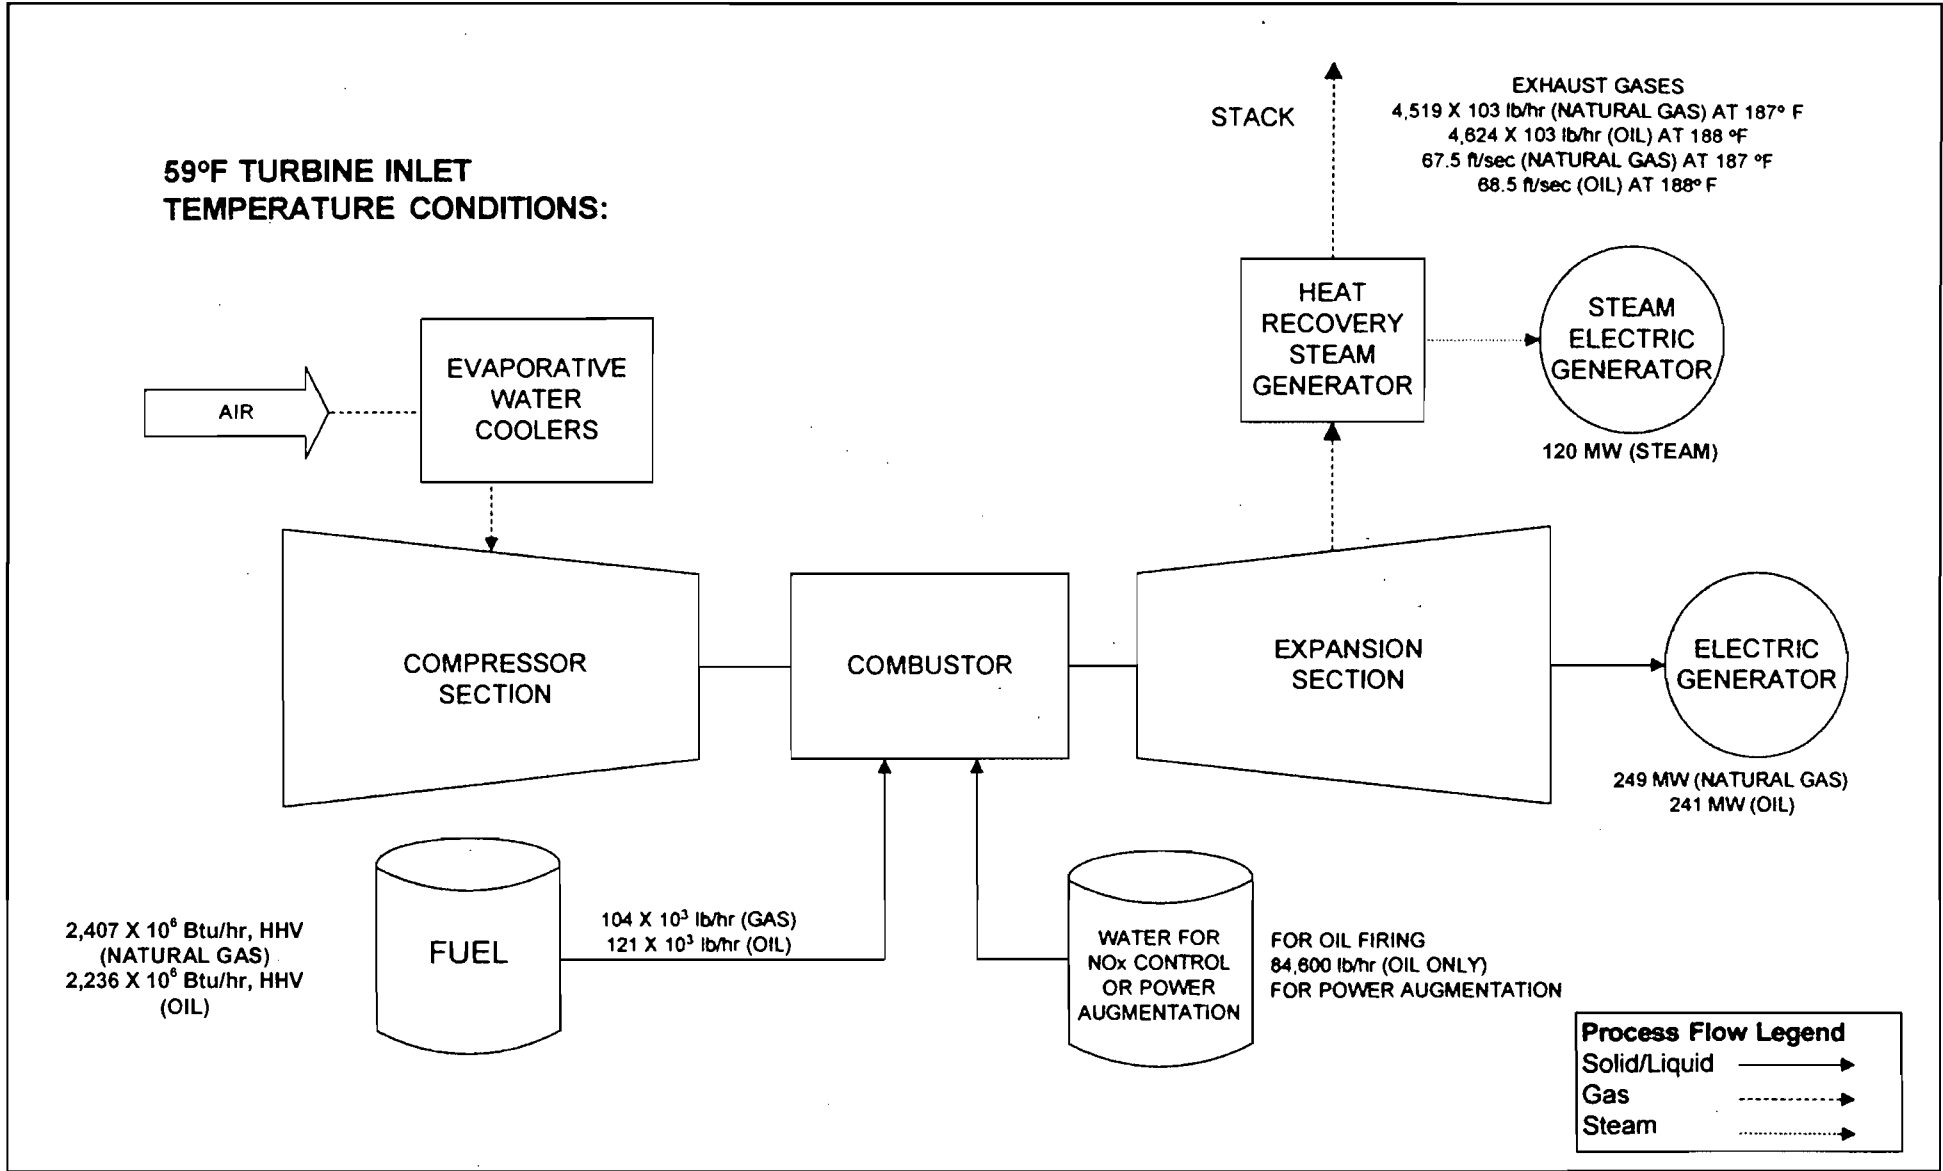 59ºF TURBINE INLET
TEMPERATURE CONDITIONS:
STACK
EXHAUST GASES
4,519 X 103 lb/hr (NATURAL GAS) AT 187º F
4,624 X 103 lb/hr (OIL) AT 188 ºF
67.5 ft/sec (NATURAL GAS) AT 187 ºF
68.5 ft/sec (OIL) AT 188º F
AIR
EVAPORATIVE
WATER
COOLERS
HEAT
RECOVERY
STEAM
GENERATOR
STEAM
ELECTRIC
GENERATOR
120 MW (STEAM)
COMPRESSOR
SECTION
COMBUSTOR
EXPANSION
SECTION
ELECTRIC
GENERATOR
249 MW (NATURAL GAS)
241 MW (OIL)
2,407 X 10⁶ Btu/hr, HHV
(NATURAL GAS)
2,236 X 10⁶ Btu/hr, HHV
(OIL)
FUEL
104 X 10³ lb/hr (GAS)
121 X 10³ lb/hr (OIL)
WATER FOR
NOx CONTROL
OR POWER
AUGMENTATION
FOR OIL FIRING
84,600 lb/hr (OIL ONLY)
FOR POWER AUGMENTATION
Process Flow Legend
Solid/Liquid
Gas
Steam